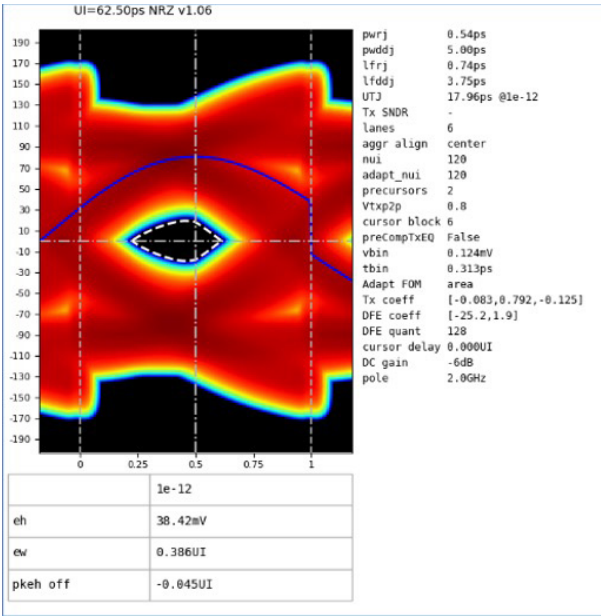 UI=62.50ps NRZ v1.06
190
170
150
130
110
90
70
50
30
10
-10
-30
-50
-70
-90
-110
-130
-150
-170
-190
0 0.25 0.5 0.75 1
pwrj 0.54ps
pwddj 5.00ps
lfrj 0.74ps
lfddj 3.75ps
UTJ 17.96ps @1e-12
Tx SNDR -
lanes 6
aggr align center
nui 120
adapt_nui 120
precursors 2
Vtxp2p 0.8
cursor block 6
preCompTxEQ False
vbin 0.124mV
tbin 0.313ps
Adapt FOM area
Tx coeff [-0.083,0.792,-0.125]
DFE coeff [-25.2,1.9]
DFE quant 128
cursor delay 0.000UI
DC gain -6dB
pole 2.0GHz
1e-12
eh 38.42mV
ew 0.386UI
pkeh off -0.045UI